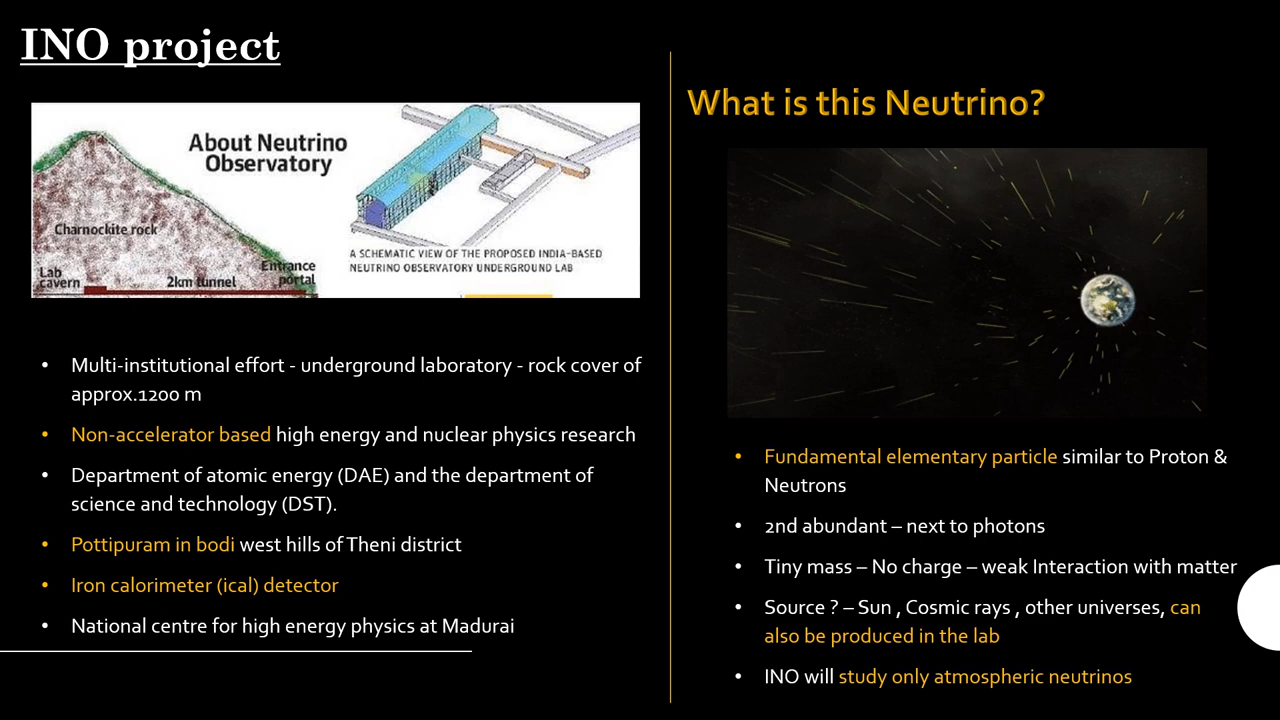 INO project
About Neutrino
Observatory
Charnockite rock
Lab
cavern
2km tunnel
Entrance
portal
A SCHEMATIC VIEW OF THE PROPOSED INDIA-BASED
NEUTRINO OBSERVATORY UNDERGROUND LAB
• Multi-institutional effort - underground laboratory - rock cover of
approx.1200 m
• Non-accelerator based high energy and nuclear physics research
• Department of atomic energy (DAE) and the department of
science and technology (DST).
• Pottipuram in bodi west hills of Theni district
• Iron calorimeter (ical) detector
• National centre for high energy physics at Madurai
What is this Neutrino?
• Fundamental elementary particle similar to Proton &
Neutrons
• 2nd abundant – next to photons
• Tiny mass – No charge – weak Interaction with matter
• Source ? – Sun , Cosmic rays , other universes, can
also be produced in the lab
• INO will study only atmospheric neutrinos